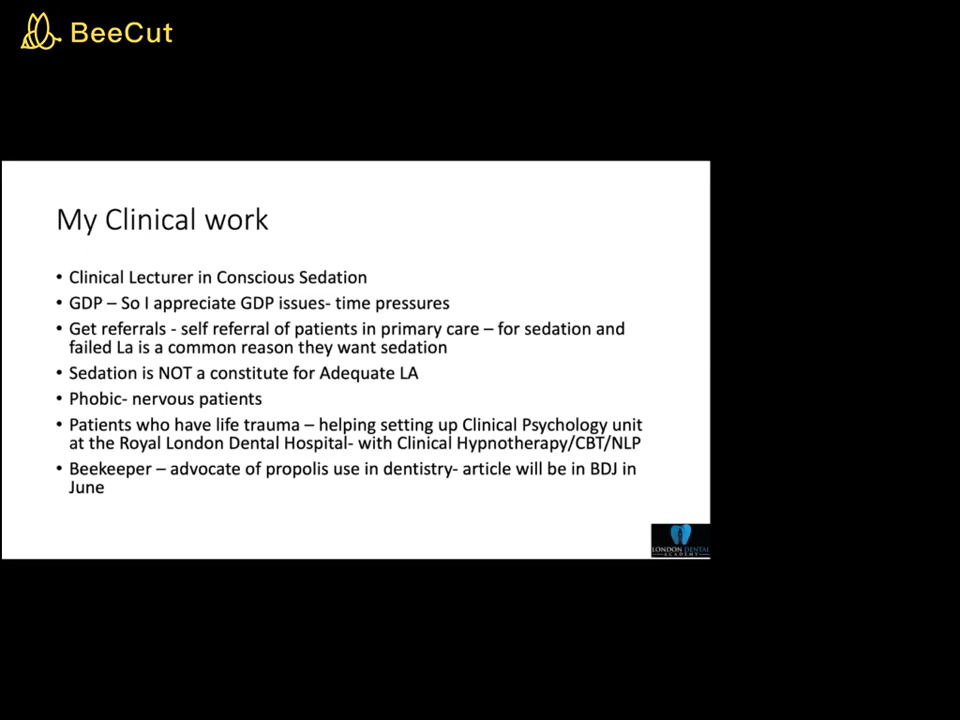 BeeCut
My Clinical work
• Clinical Lecturer in Conscious Sedation
• GDP – So I appreciate GDP issues- time pressures
• Get referrals - self referral of patients in primary care – for sedation and
failed La is a common reason they want sedation
• Sedation is NOT a constitute for Adequate LA
• Phobic- nervous patients
• Patients who have life trauma – helping setting up Clinical Psychology unit
at the Royal London Dental Hospital- with Clinical Hypnotherapy/CBT/NLP
• Beekeeper – advocate of propolis use in dentistry- article will be in BDJ in
June
LONDON DENTAL
ACADEMY